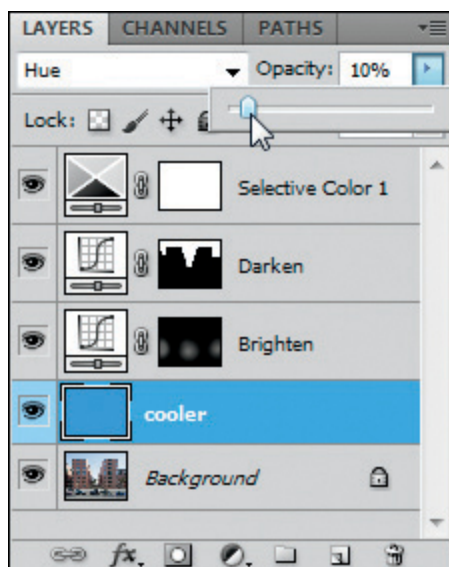 LAYERS CHANNELS PATHS
Hue Opacity: 10%
Lock:
Selective Color 1
Darken
Brighten
cooler
Background
fx.